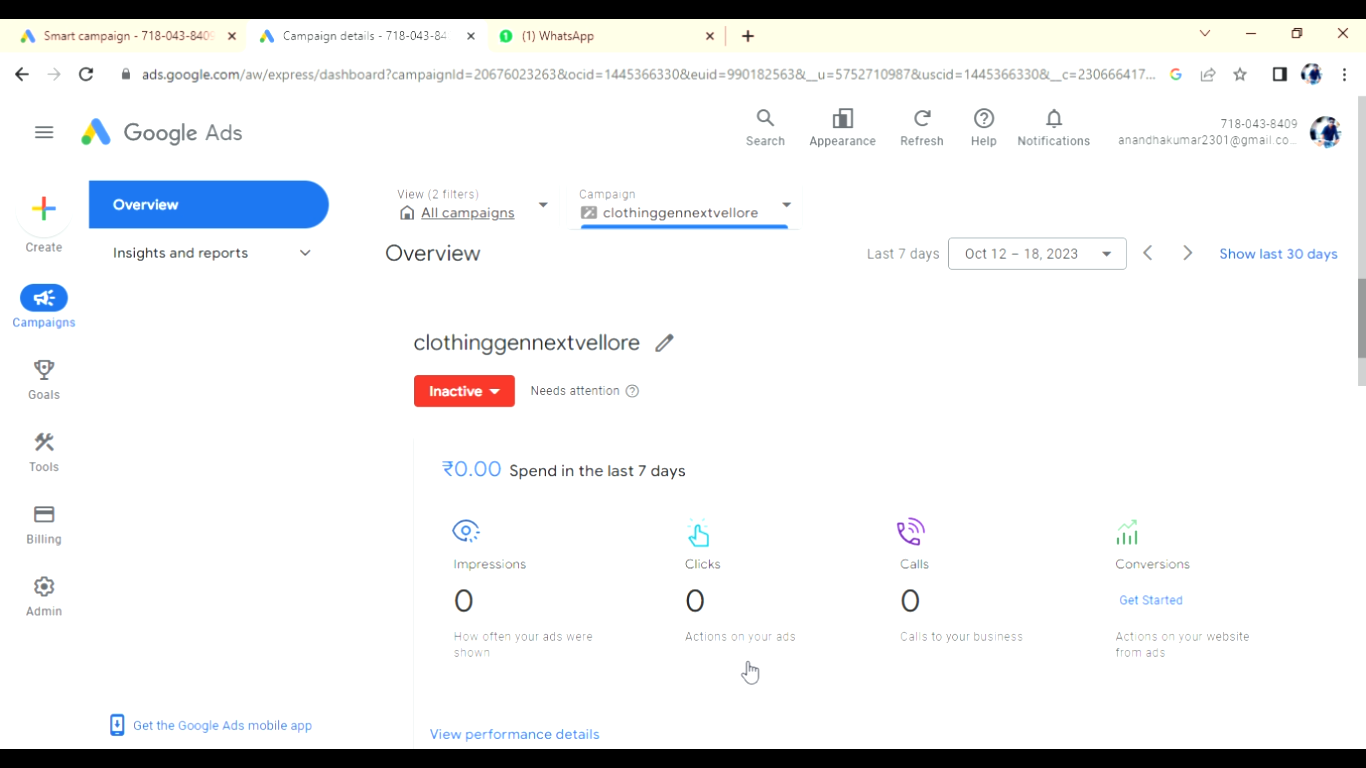 Smart campaign - 718-043-8409
Campaign details - 718-043-84
(1) WhatsApp
ads.google.com/aw/express/dashboard?campaignId=20676023263&ocid=1445366330&euid=990182563&__u=5752710987&uscid=1445366330&__c=230666417...
Google Ads
Search
Appearance
Refresh
Help
Notifications
718-043-8409
anandhakumar2301@gmail.co...
Create
Campaigns
Goals
Tools
Billing
Admin
Overview
Insights and reports
Get the Google Ads mobile app
View (2 filters)
All campaigns
Campaign
clothinggennextvellore
Overview
Last 7 days
Oct 12 – 18, 2023
Show last 30 days
clothinggennextvellore
Inactive
Needs attention
₹0.00 Spend in the last 7 days
Impressions
0
How often your ads were
shown
Clicks
0
Actions on your ads
Calls
0
Calls to your business
Conversions
Get Started
Actions on your website
from ads
View performance details